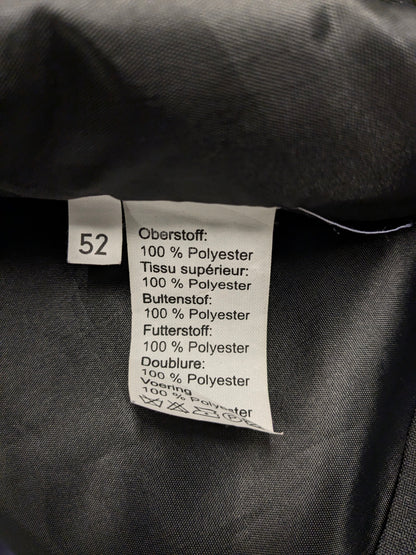 52
Oberstoff:
100 % Polyester
Tissu supérieur:
100 % Polyester
Bultenstof:
100 % Polyester
Futterstoff:
100 % Polyester
Doublure:
100 % Polyester
Voering
100 % Polyester